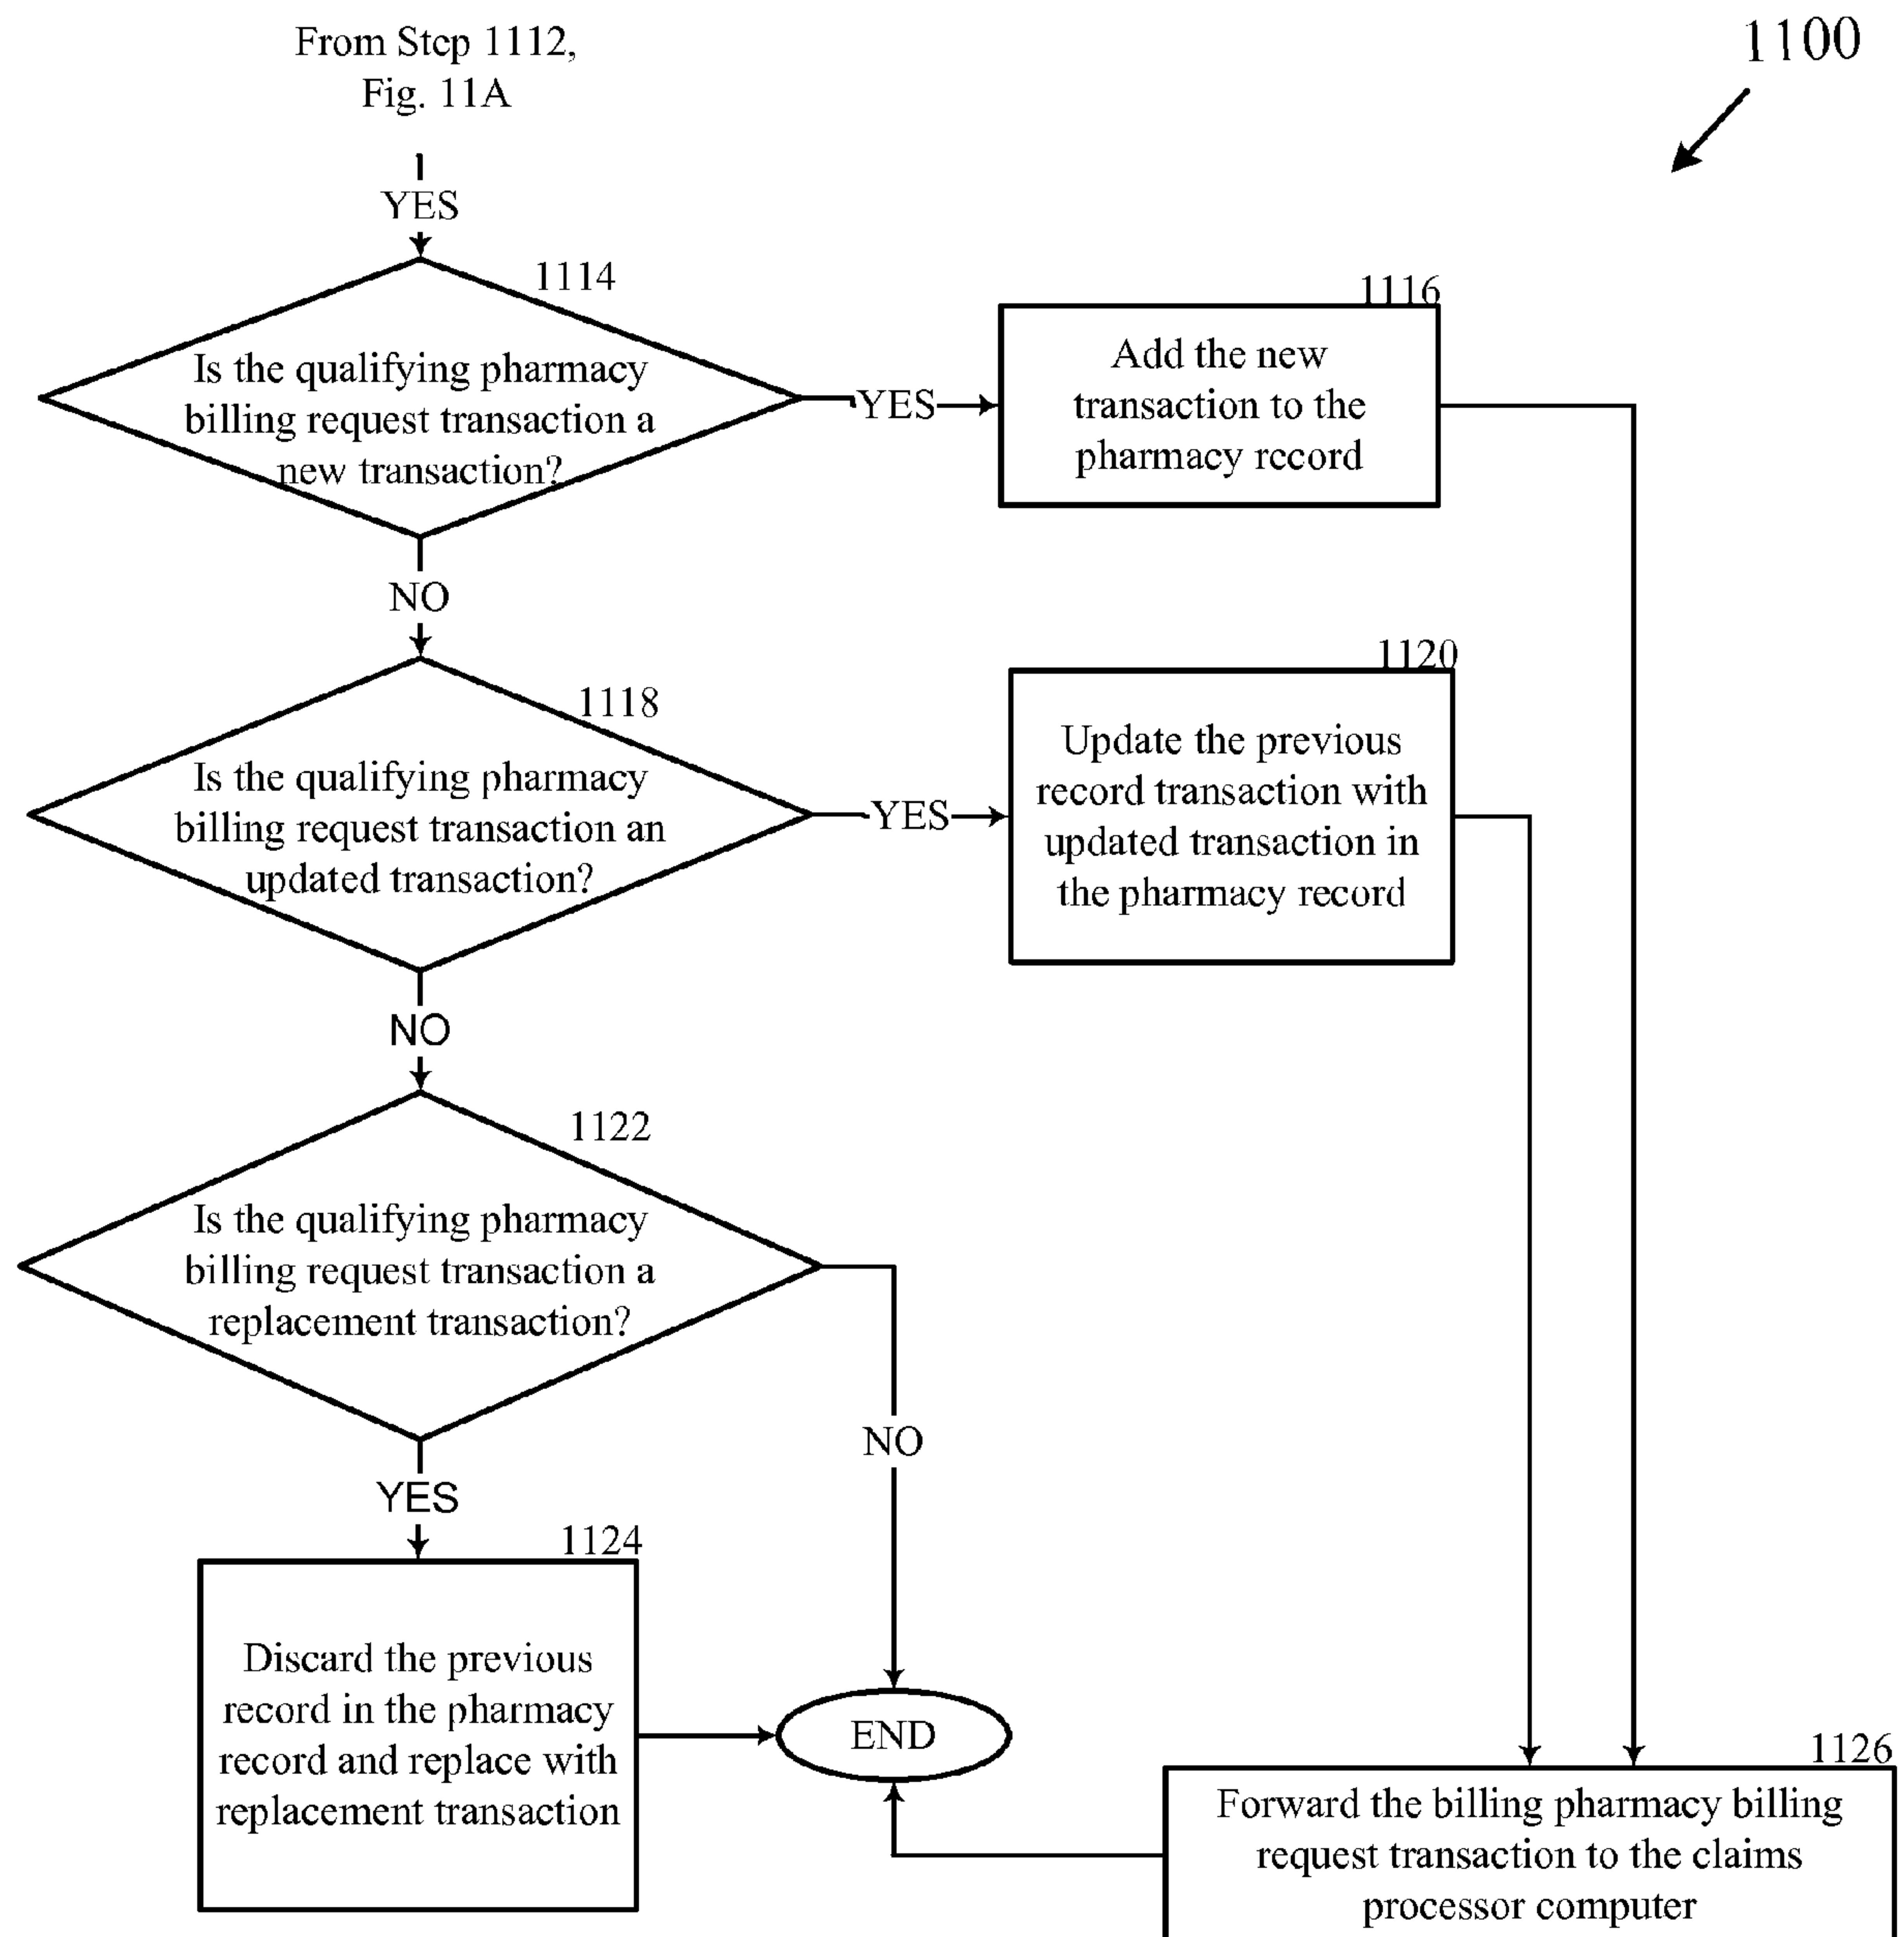 From Step 1112,
Fig. 11A
1100
YES
1114
Is the qualifying pharmacy
billing request transaction a
new transaction?
YES
1116
Add the new
transaction to the
pharmacy record
NO
1118
Is the qualifying pharmacy
billing request transaction an
updated transaction?
YES
1120
Update the previous
record transaction with
updated transaction in
the pharmacy record
NO
1122
Is the qualifying pharmacy
billing request transaction a
replacement transaction?
NO
YES
1124
Discard the previous
record in the pharmacy
record and replace with
replacement transaction
END
1126
Forward the billing pharmacy billing
request transaction to the claims
processor computer